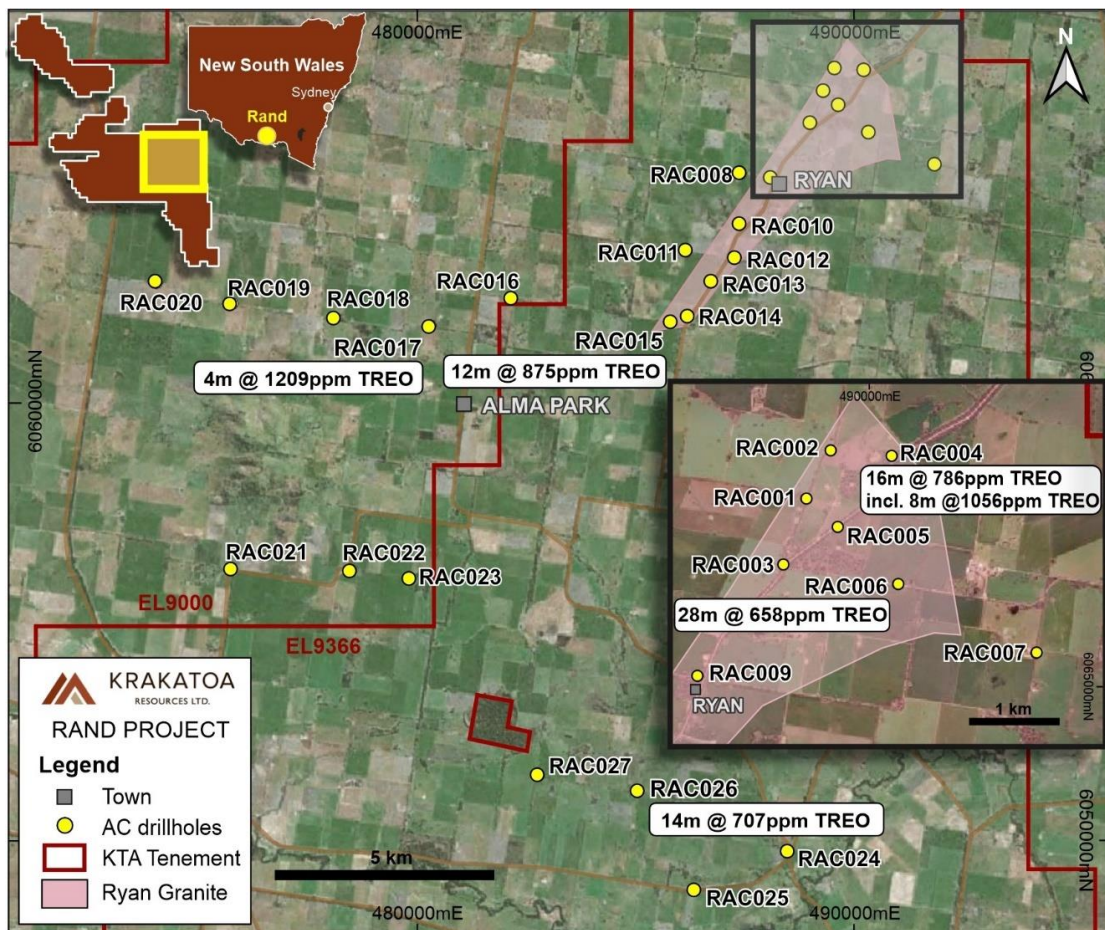 480000mE
490000mE
N
New South Wales
Sydney
Rand
RAC008
RYAN
RAC010
RAC011
RAC012
RAC013
RAC016
RAC020
RAC019
RAC018
RAC017
RAC015
RAC014
4m @ 1209ppm TREO
12m @ 875ppm TREO
ALMA PARK
6060000mN
606
490000mE
RAC002
RAC004
16m @ 786ppm TREO
incl. 8m @1056ppm TREO
RAC001
RAC005
RAC003
RAC006
28m @ 658ppm TREO
RAC007
RAC009
RYAN
6065000mN
1 km
RAC021
RAC022
RAC023
EL9000
EL9366
KRAKATOA
RESOURCES LTD.
RAND PROJECT
Legend
Town
AC drillholes
KTA Tenement
Ryan Granite
RAC027
RAC026
14m @ 707ppm TREO
RAC024
RAC025
5 km
6050000mN
480000mE
490000mE